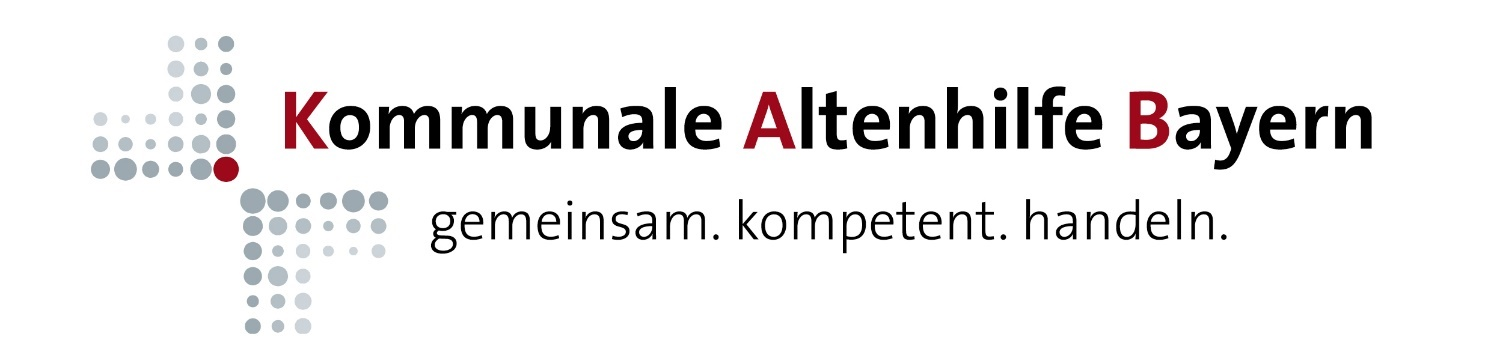 Kommunale Altenhilfe Bayern
gemeinsam. kompetent. handeln.